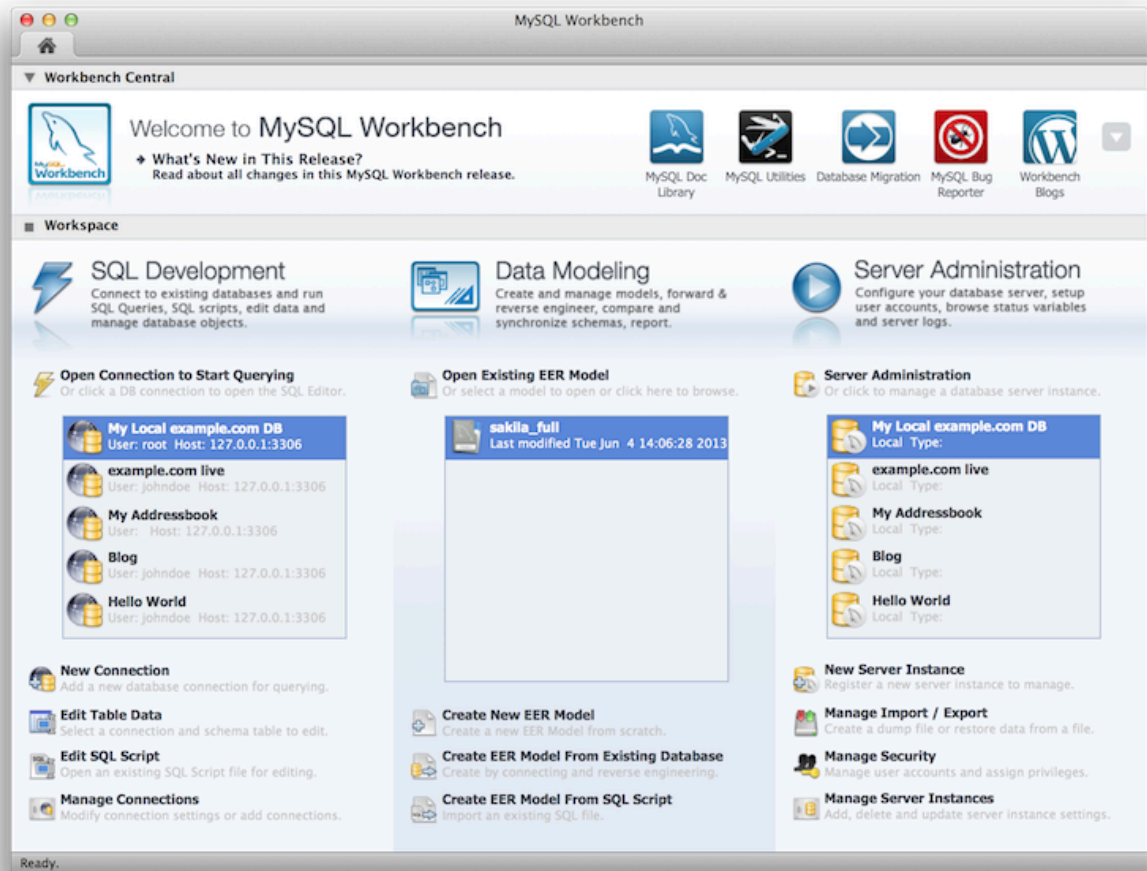 MySQL Workbench
Workbench Central
MySQL
Workbench
Welcome to MySQL Workbench
What's New in This Release?
Read about all changes in this MySQL Workbench release.
MySQL Doc
Library
MySQL Utilities
Database Migration
MySQL Bug
Reporter
Workbench
Blogs
Workspace
SQL Development
Connect to existing databases and run
SQL Queries, SQL scripts, edit data and
manage database objects.
Open Connection to Start Querying
Or click a DB connection to open the SQL Editor.
My Local example.com DB
User: root Host: 127.0.0.1:3306
example.com live
User: johndoe Host: 127.0.0.1:3306
My Addressbook
User: Host: 127.0.0.1:3306
Blog
User: johndoe Host: 127.0.0.1:3306
Hello World
User: johndoe Host: 127.0.0.1:3306
New Connection
Add a new database connection for querying.
Edit Table Data
Select a connection and schema table to edit.
Edit SQL Script
Open an existing SQL Script file for editing.
Manage Connections
Modify connection settings or add connections.
Data Modeling
Create and manage models, forward &
reverse engineer, compare and
synchronize schemas, report.
Open Existing EER Model
Or select a model to open or click here to browse.
sakila_full
Last modified Tue Jun 4 14:06:28 2013
Create New EER Model
Create a new EER Model from scratch.
Create EER Model From Existing Database
Create by connecting and reverse engineering.
Create EER Model From SQL Script
Import an existing SQL file.
Server Administration
Configure your database server, setup
user accounts, browse status variables
and server logs.
Server Administration
Or click to manage a database server instance.
My Local example.com DB
Local Type:
example.com live
Local Type:
My Addressbook
Local Type:
Blog
Local Type:
Hello World
Local Type:
New Server Instance
Register a new server instance to manage.
Manage Import / Export
Create a dump file or restore data from a file.
Manage Security
Manage user accounts and assign privileges.
Manage Server Instances
Add, delete and update server instance settings.
Ready.